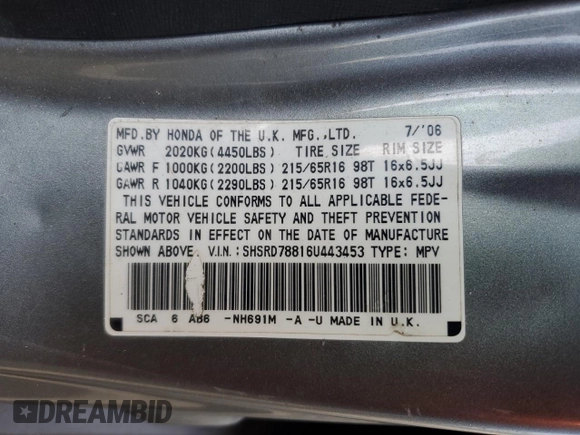 MFD.BY HONDA OF THE U.K. MFG.,LTD. 7/'06
GVWR 2020KG(4450LBS) TIRE SIZE RIM SIZE
GAWR F 1000KG(2200LBS) 215/65R16 98T 16x6.5JJ
GAWR R 1040KG(2290LBS) 215/65R16 98T 16x6.5JJ
THIS VEHICLE CONFORMS TO ALL APPLICABLE FEDE-
RAL MOTOR VEHICLE SAFETY AND THEFT PREVENTION
STANDARDS IN EFFECT ON THE DATE OF MANUFACTURE
SHOWN ABOVE. V.I.N.: SHSRD78816U443453 TYPE: MPV
SCA 6 AB6 -NH691M -A -U MADE IN U.K.
DREAMBID